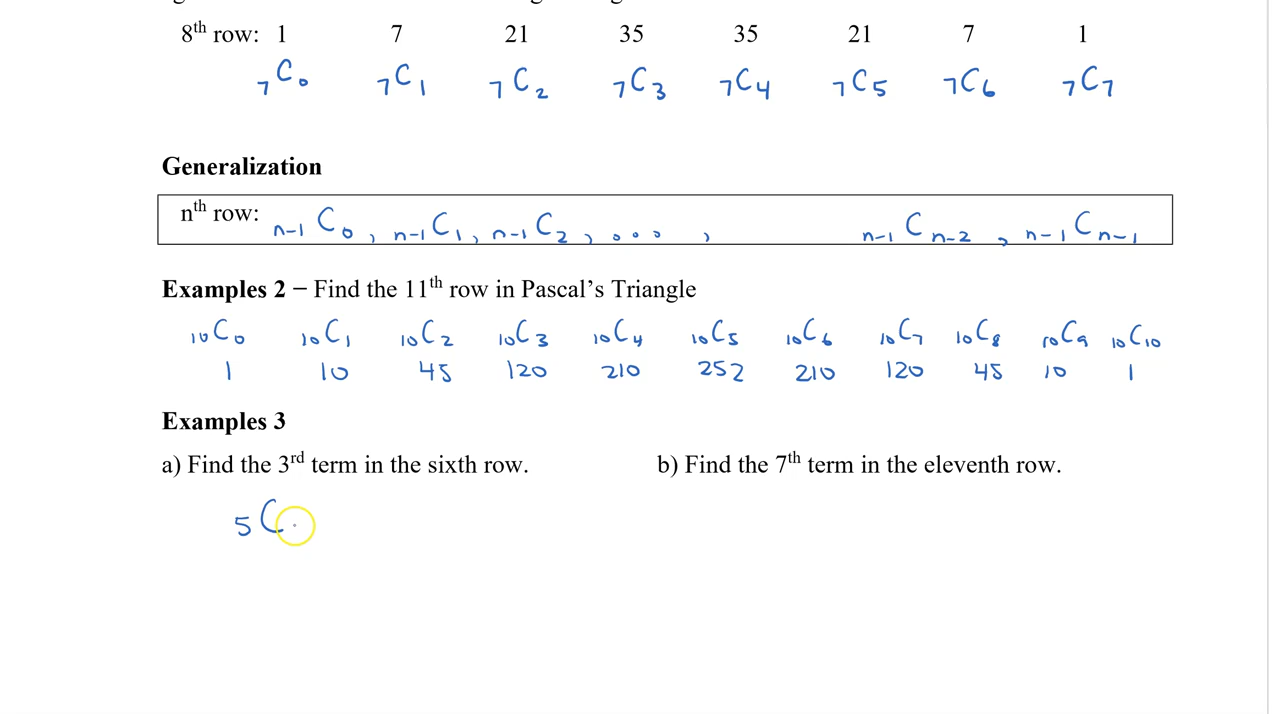 8th row: 1 7 21 35 35 21 7 1
7C0 7C1 7C2 7C3 7C4 7C5 7C6 7C7
Generalization
nth row: n-1C0, n-1C1, n-1C2, ∘∘∘, n-1Cn-2, n-1Cn-1
Examples 2 – Find the 11th row in Pascal's Triangle
10C0 10C1 10C2 10C3 10C4 10C5 10C6 10C7 10C8 10C9 10C10
1 10 45 120 210 252 210 120 45 10 1
Examples 3
a) Find the 3rd term in the sixth row. b) Find the 7th term in the eleventh row.
5C